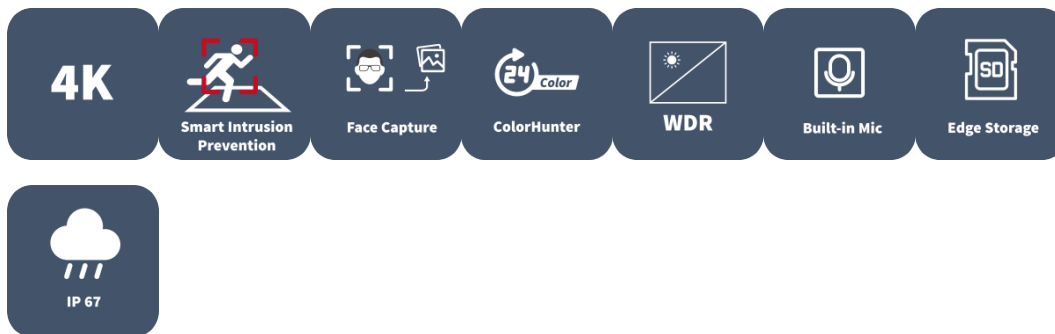 4K
Smart Intrusion
Prevention
Face Capture
24
Color
ColorHunter
WDR
Built-in Mic
SD
Edge Storage
IP 67